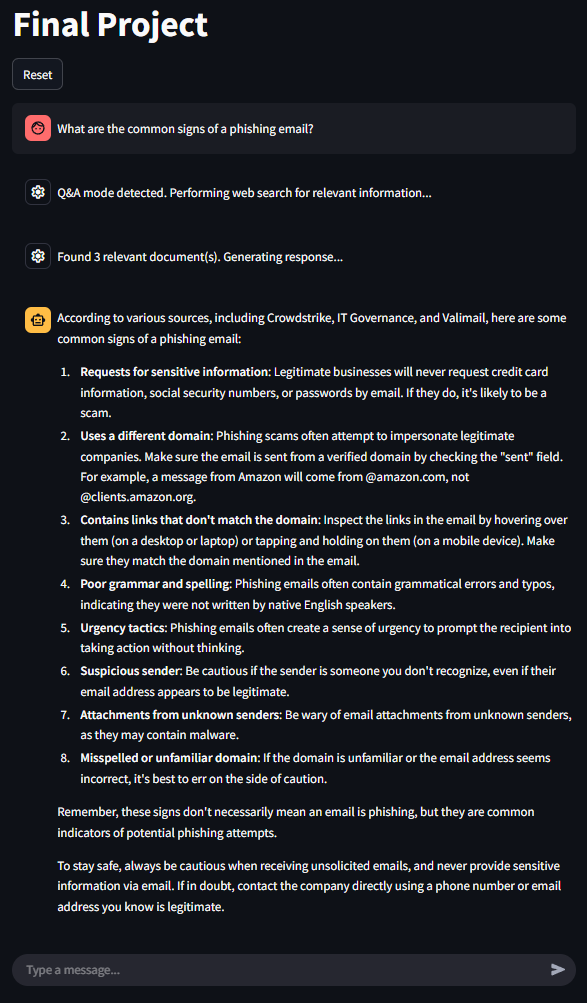 Final Project
Reset
What are the common signs of a phishing email?
Q&A mode detected. Performing web search for relevant information...
Found 3 relevant document(s). Generating response...
According to various sources, including Crowdstrike, IT Governance, and Valimail, here are some
common signs of a phishing email:
1. Requests for sensitive information: Legitimate businesses will never request credit card
information, social security numbers, or passwords by email. If they do, it's likely to be a
scam.
2. Uses a different domain: Phishing scams often attempt to impersonate legitimate
companies. Make sure the email is sent from a verified domain by checking the "sent" field.
For example, a message from Amazon will come from @amazon.com, not
@clients.amazon.org.
3. Contains links that don't match the domain: Inspect the links in the email by hovering over
them (on a desktop or laptop) or tapping and holding on them (on a mobile device). Make
sure they match the domain mentioned in the email.
4. Poor grammar and spelling: Phishing emails often contain grammatical errors and typos,
indicating they were not written by native English speakers.
5. Urgency tactics: Phishing emails often create a sense of urgency to prompt the recipient into
taking action without thinking.
6. Suspicious sender: Be cautious if the sender is someone you don't recognize, even if their
email address appears to be legitimate.
7. Attachments from unknown senders: Be wary of email attachments from unknown senders,
as they may contain malware.
8. Misspelled or unfamiliar domain: If the domain is unfamiliar or the email address seems
incorrect, it's best to err on the side of caution.
Remember, these signs don't necessarily mean an email is phishing, but they are common
indicators of potential phishing attempts.
To stay safe, always be cautious when receiving unsolicited emails, and never provide sensitive
information via email. If in doubt, contact the company directly using a phone number or email
address you know is legitimate.
Type a message...